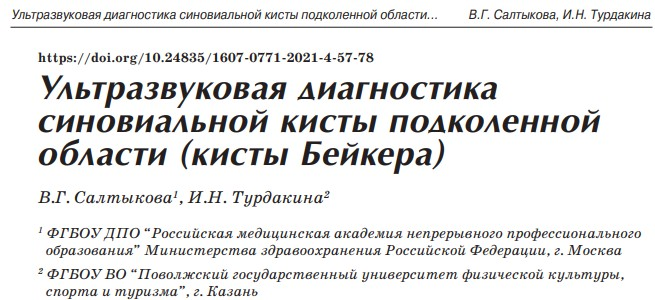 Ультразвуковая диагностика синовиальной кисты подколенной области... В.Г. Салтыкова, И.Н. Турдакина
https://doi.org/10.24835/1607-0771-2021-4-57-78
Ультразвуковая диагностика
синовиальной кисты подколенной
области (кисты Бейкера)
В.Г. Салтыкова¹, И.Н. Турдакина²
¹ ФГБОУ ДПО “Российская медицинская академия непрерывного профессионального
образования” Министерства здравоохранения Российской Федерации, г. Москва
² ФГБОУ ВО “Поволжский государственный университет физической культуры,
спорта и туризма”, г. Казань